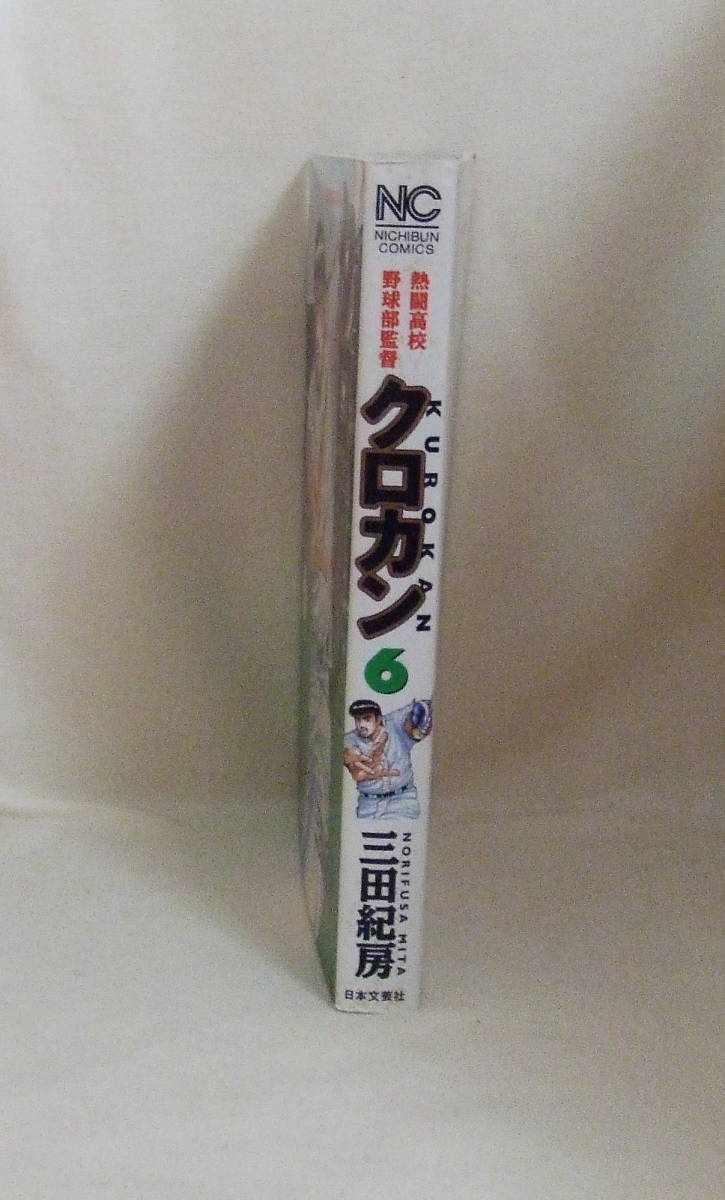 NC
NICHIBUN
COMICS
熱闘高校
野球部監督
クロカン
KUROKAN
6
三田紀房
NORIFUSA MITA
日本文芸社